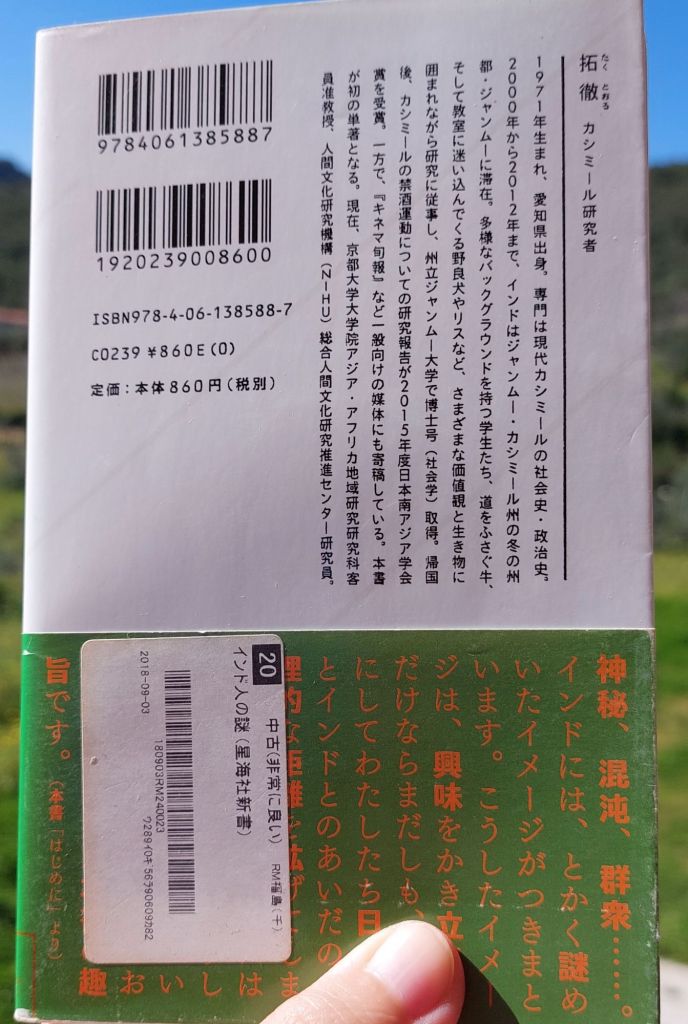 拓徹 カシミール研究者
たく とおる
1971年生まれ、愛知県出身。専門は現代カシミールの社会史・政治史。
2000年から2012年まで、インドはジャンムー・カシミール州の冬の州
都・ジャンムーに滞在。多様なバックグラウンドを持つ学生たち、道をふさぐ牛、
そして教室に迷い込んでくる野良犬やリスなど、さまざまな価値観と生き物に
囲まれながら研究に従事し、州立ジャンムー大学で博士号（社会学）取得。帰国
後、カシミールの禁酒運動についての研究報告が2015年度日本南アジア学会
賞を受賞。一方で、『キネマ旬報』など一般向けの媒体にも寄稿している。本書
が初の単著となる。現在、京都大学大学院アジア・アフリカ地域研究研究科客
員准教授、人間文化研究機構（NIHU）総合人間文化研究推進センター研究員。
9784061385887
1920239008600
ISBN978-4-06-138588-7
C0239 ¥860E(0)
定価：本体860円（税別）
神秘、混沌、群衆……。
インドには、とかく謎め
いたイメージがつきまと
います。こうしたイメー
ジは、興味をかき立
だけならまだしも、
にしてわたしたち日
とインドとのあいだの
理的な距離を拡げてしま
は
しい
お
趣
旨です。（本書「はじめに」より）
20
中古(非常に良い) RM福島(千)
インド人の謎(星海社新書)
180903RM240023
2018-09-03